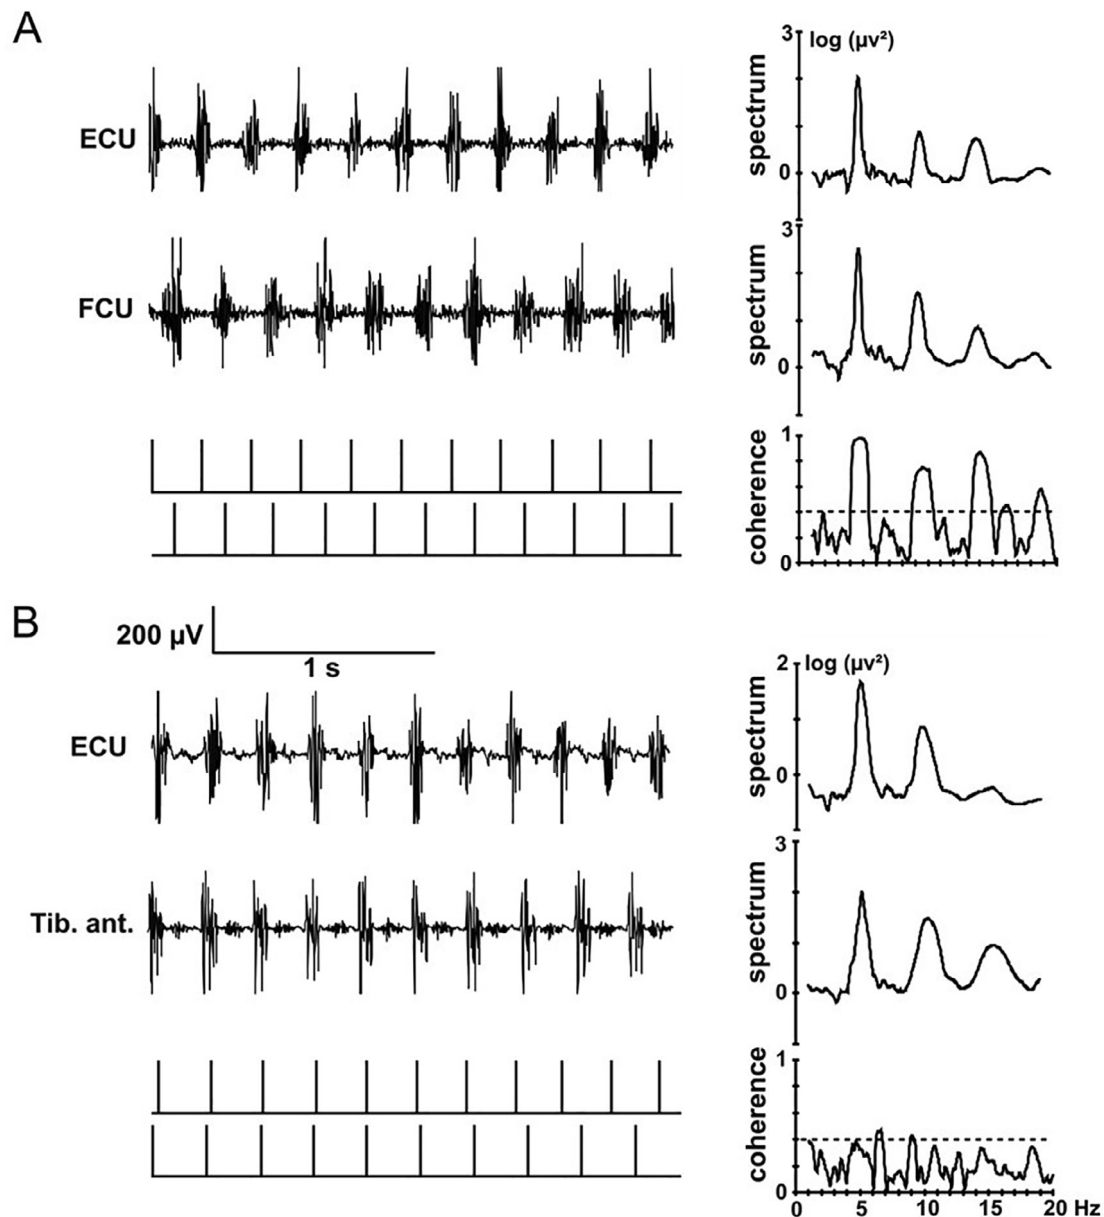 A
3
log (μv²)
spectrum
0
ECU
3
spectrum
0
FCU
1
coherence
0
B
200 μV
1 s
2
log (μv²)
spectrum
0
ECU
3
spectrum
0
Tib. ant.
1
coherence
0
0 5 10 15 20 Hz